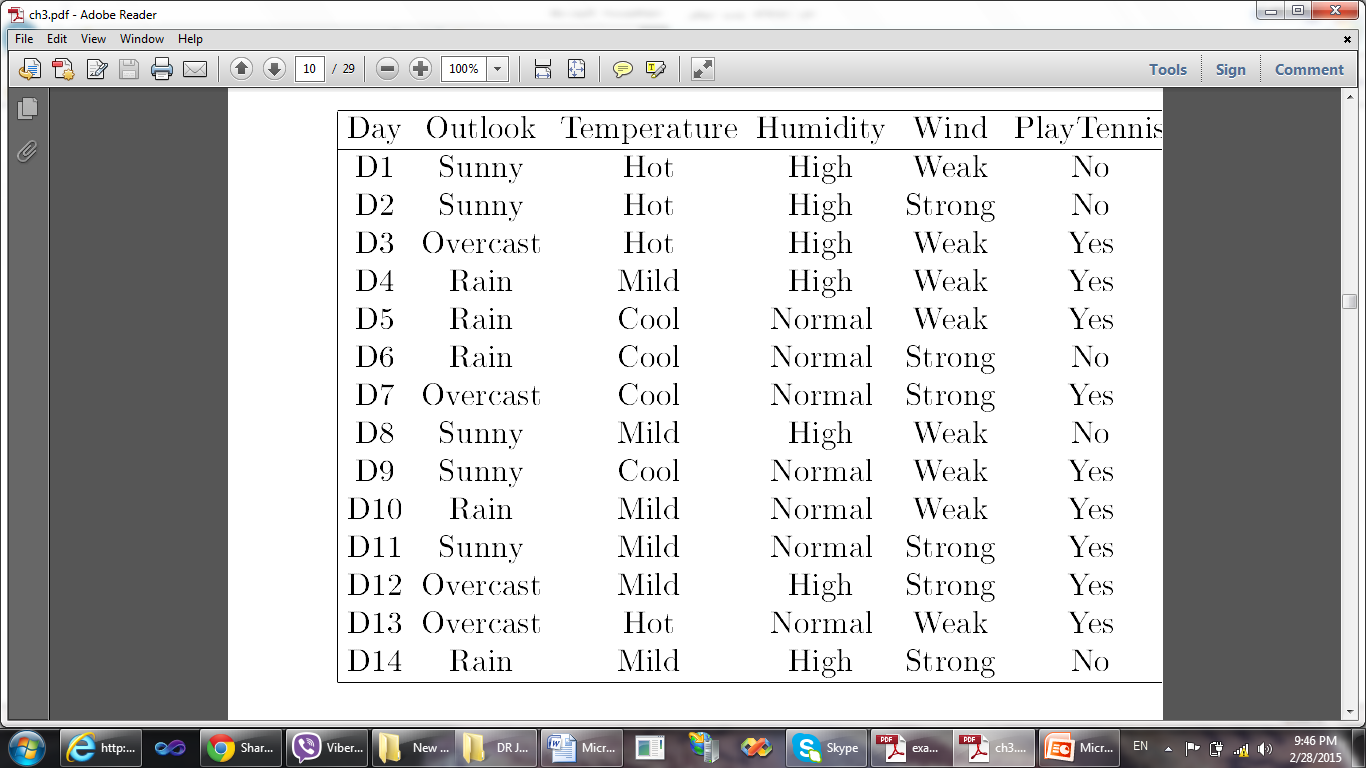 ch3.pdf - Adobe Reader
File Edit View Window Help
10 / 29 100% Tools Sign Comment
Day Outlook Temperature Humidity Wind PlayTennis
D1 Sunny Hot High Weak No
D2 Sunny Hot High Strong No
D3 Overcast Hot High Weak Yes
D4 Rain Mild High Weak Yes
D5 Rain Cool Normal Weak Yes
D6 Rain Cool Normal Strong No
D7 Overcast Cool Normal Strong Yes
D8 Sunny Mild High Weak No
D9 Sunny Cool Normal Weak Yes
D10 Rain Mild Normal Weak Yes
D11 Sunny Mild Normal Strong Yes
D12 Overcast Mild High Strong Yes
D13 Overcast Hot Normal Weak Yes
D14 Rain Mild High Strong No
http:... Shar... Viber... New ... DR J... Micr... Skype exa... ch3.... Micr... EN 9:46 PM
2/28/2015